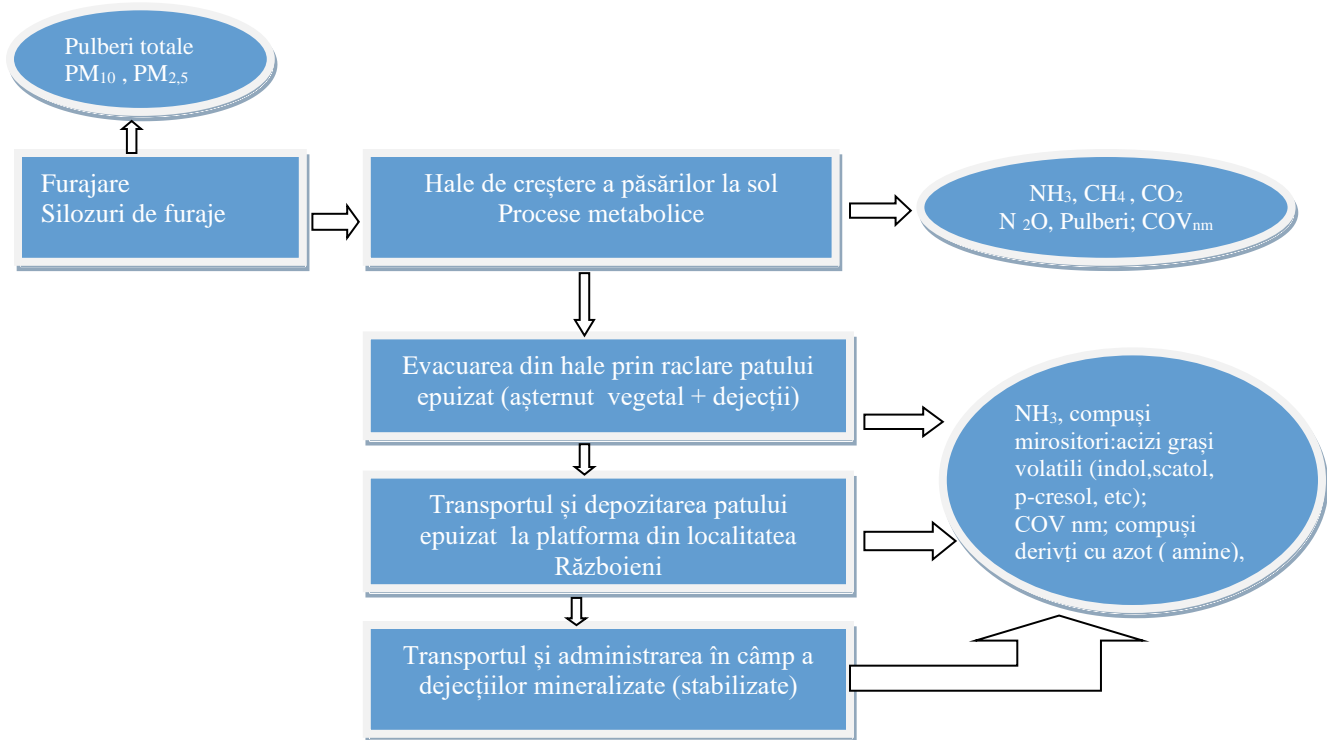 Pulberi totale
PM10 , PM2,5
Furajare
Silozuri de furaje
Hale de creștere a păsărilor la sol
Procese metabolice
NH3, CH4 , CO2
N 2O, Pulberi; COVnm
Evacuarea din hale prin raclare patului
epuizat (așternut vegetal + dejecții)
NH3, compuși
mirositori:acizi grași
volatili (indol,scatol,
p-cresol, etc);
COV nm; compuși
derivți cu azot ( amine),
Transportul și depozitarea patului
epuizat la platforma din localitatea
Războieni
Transportul și administrarea în câmp a
dejecțiilor mineralizate (stabilizate)